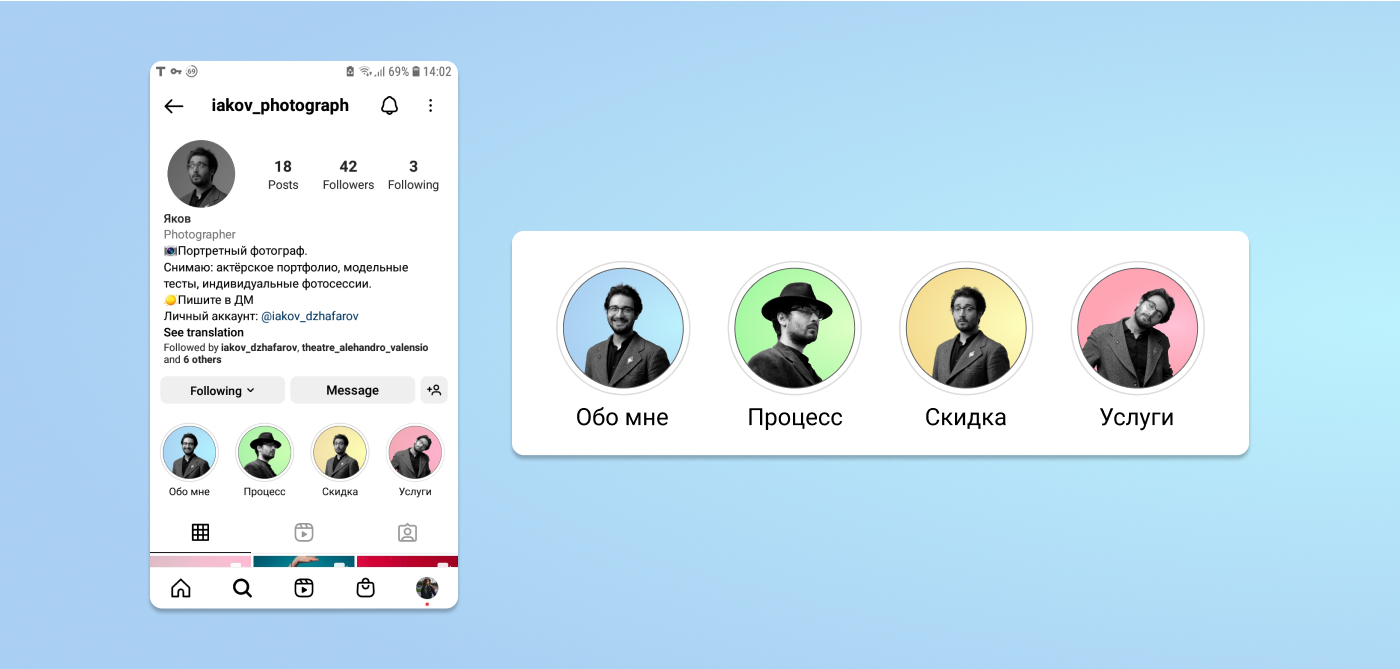 69 69% 14:02
iakov_photograph
18 42 3
Posts Followers Following
Яков
Photographer
Портретный фотограф.
Снимаю: актёрское портфолио, модельные
тесты, индивидуальные фотосессии.
Пишите в ДМ
Личный аккаунт: @iakov_dzhafarov
See translation
Followed by iakov_dzhafarov, theatre_alehandro_valensio
and 6 others
Following Message
Обо мне Процесс Скидка Услуги
Обо мне Процесс Скидка Услуги